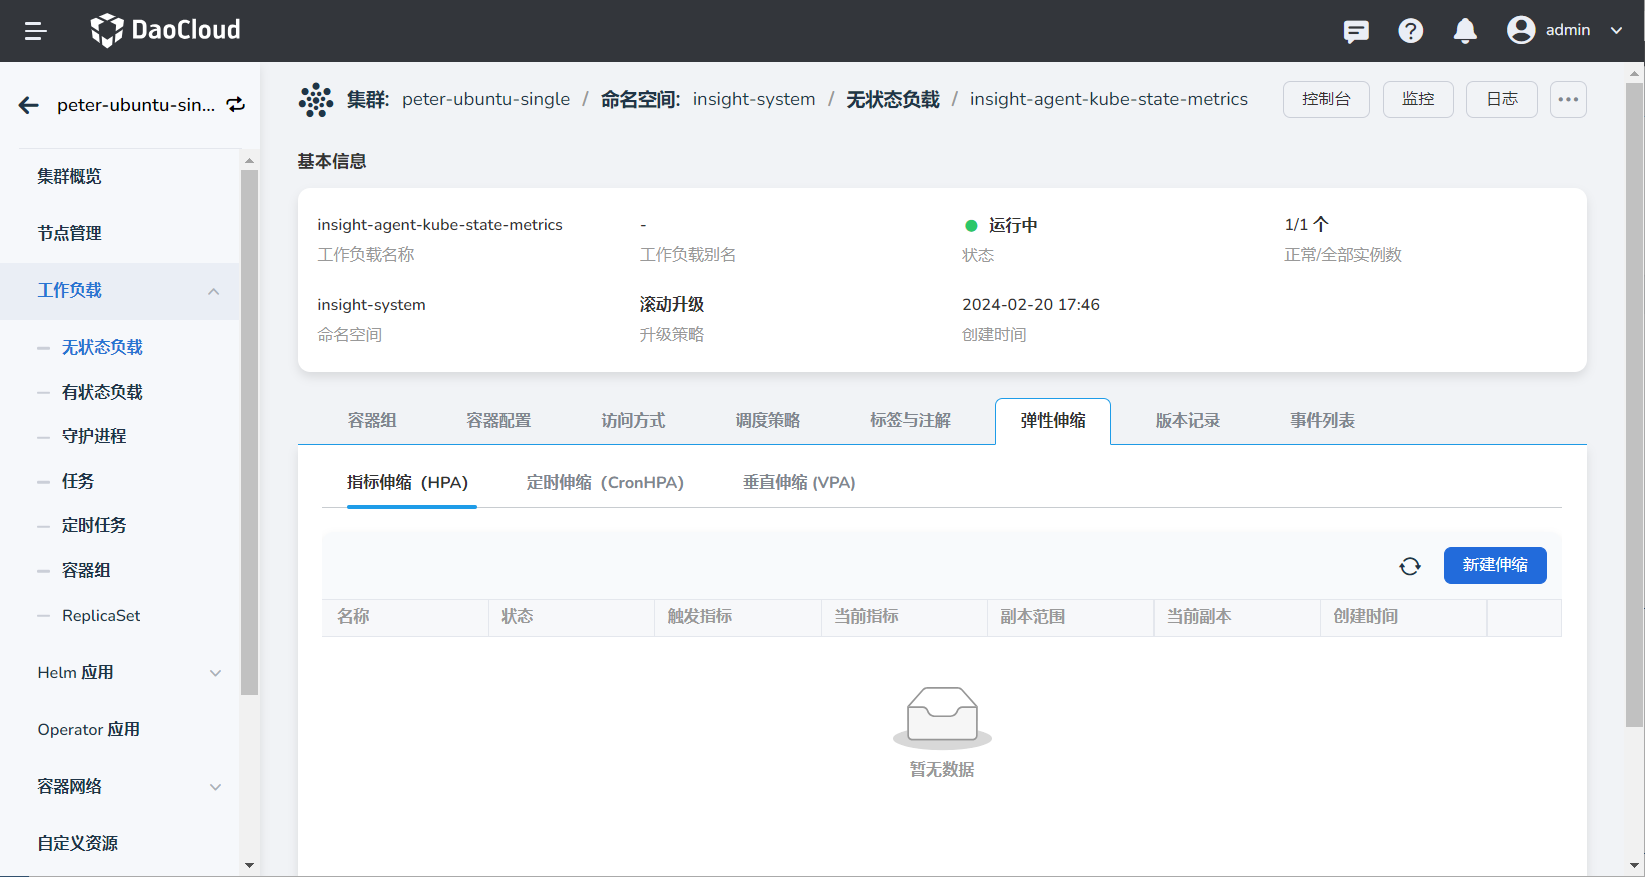 DaoCloud
admin
peter-ubuntu-sin...
集群: peter-ubuntu-single / 命名空间: insight-system / 无状态负载 / insight-agent-kube-state-metrics
控制台 监控 日志
集群概览
节点管理
工作负载
无状态负载
有状态负载
守护进程
任务
定时任务
容器组
ReplicaSet
Helm 应用
Operator 应用
容器网络
自定义资源
基本信息
insight-agent-kube-state-metrics - 运行中 1/1 个
工作负载名称 工作负载别名 状态 正常/全部实例数
insight-system 滚动升级 2024-02-20 17:46
命名空间 升级策略 创建时间
容器组 容器配置 访问方式 调度策略 标签与注解 弹性伸缩 版本记录 事件列表
指标伸缩（HPA） 定时伸缩（CronHPA） 垂直伸缩 (VPA)
新建伸缩
名称 状态 触发指标 当前指标 副本范围 当前副本 创建时间
暂无数据